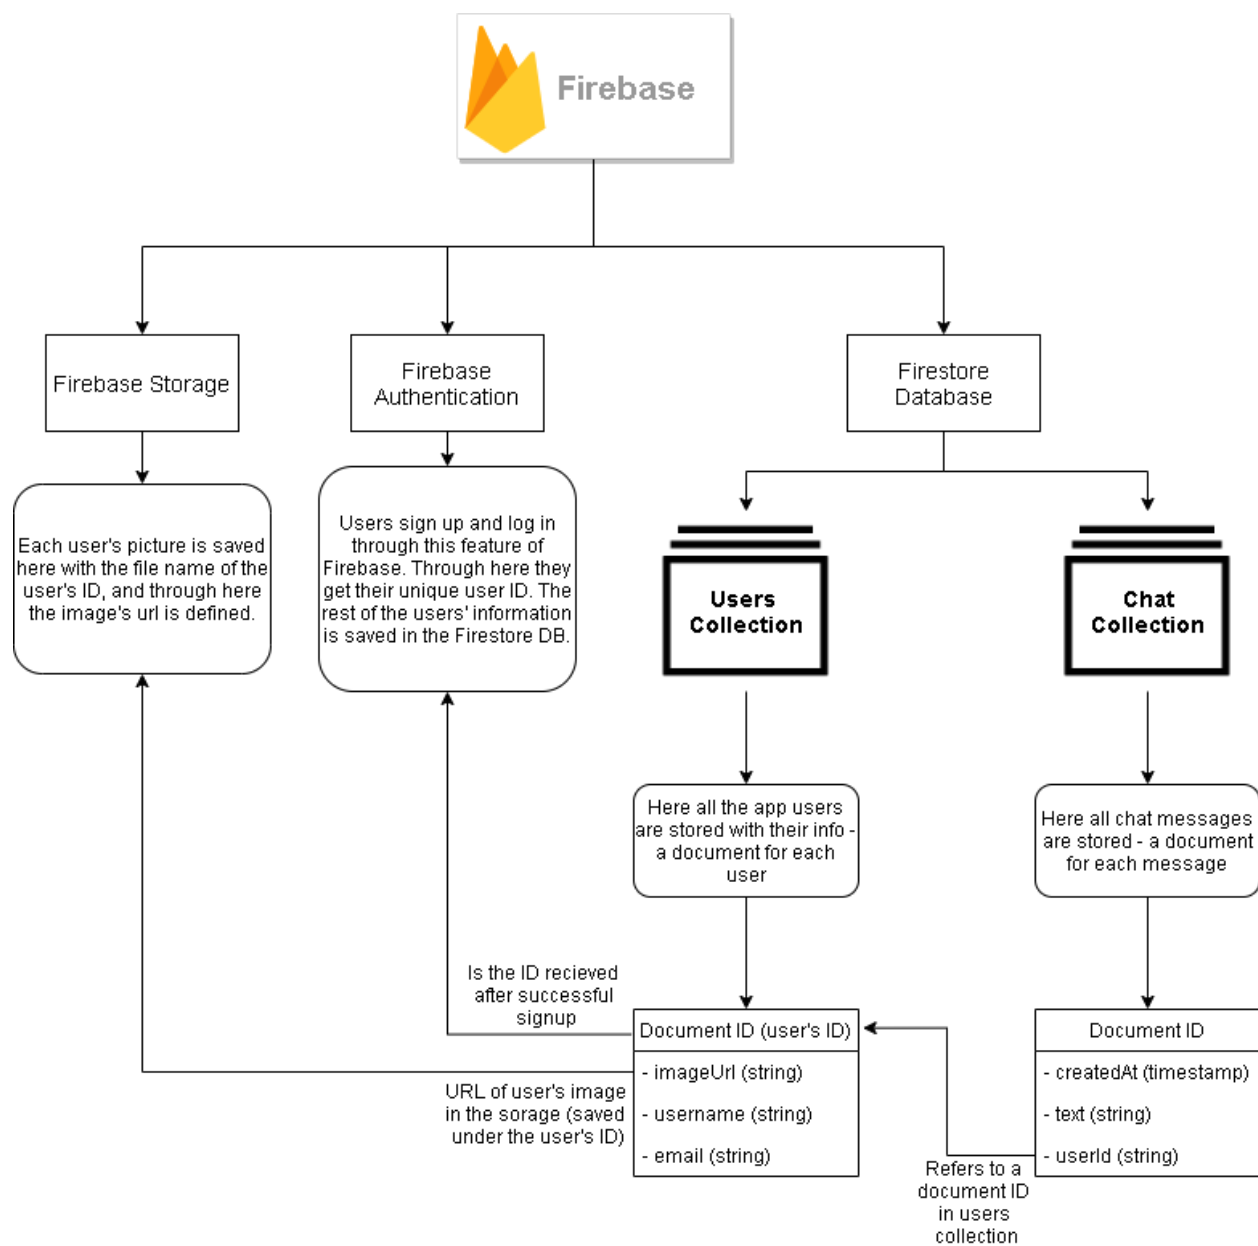 Firebase
Firebase Storage
Firebase
Authentication
Firestore
Database
Each user's picture is saved
here with the file name of the
user's ID, and through here
the image's url is defined.
Users sign up and log in
through this feature of
Firebase. Through here they
get their unique user ID. The
rest of the users' information
is saved in the Firestore DB.
Users
Collection
Chat
Collection
Here all the app users
are stored with their info -
a document for each
user
Here all chat messages
are stored - a document
for each message
Is the ID recieved
after successful
signup
Document ID (user's ID)
- imageUrl (string)
- username (string)
- email (string)
URL of user's image
in the sorage (saved
under the user's ID)
Document ID
- createdAt (timestamp)
- text (string)
- userId (string)
Refers to a
document ID
in users
collection